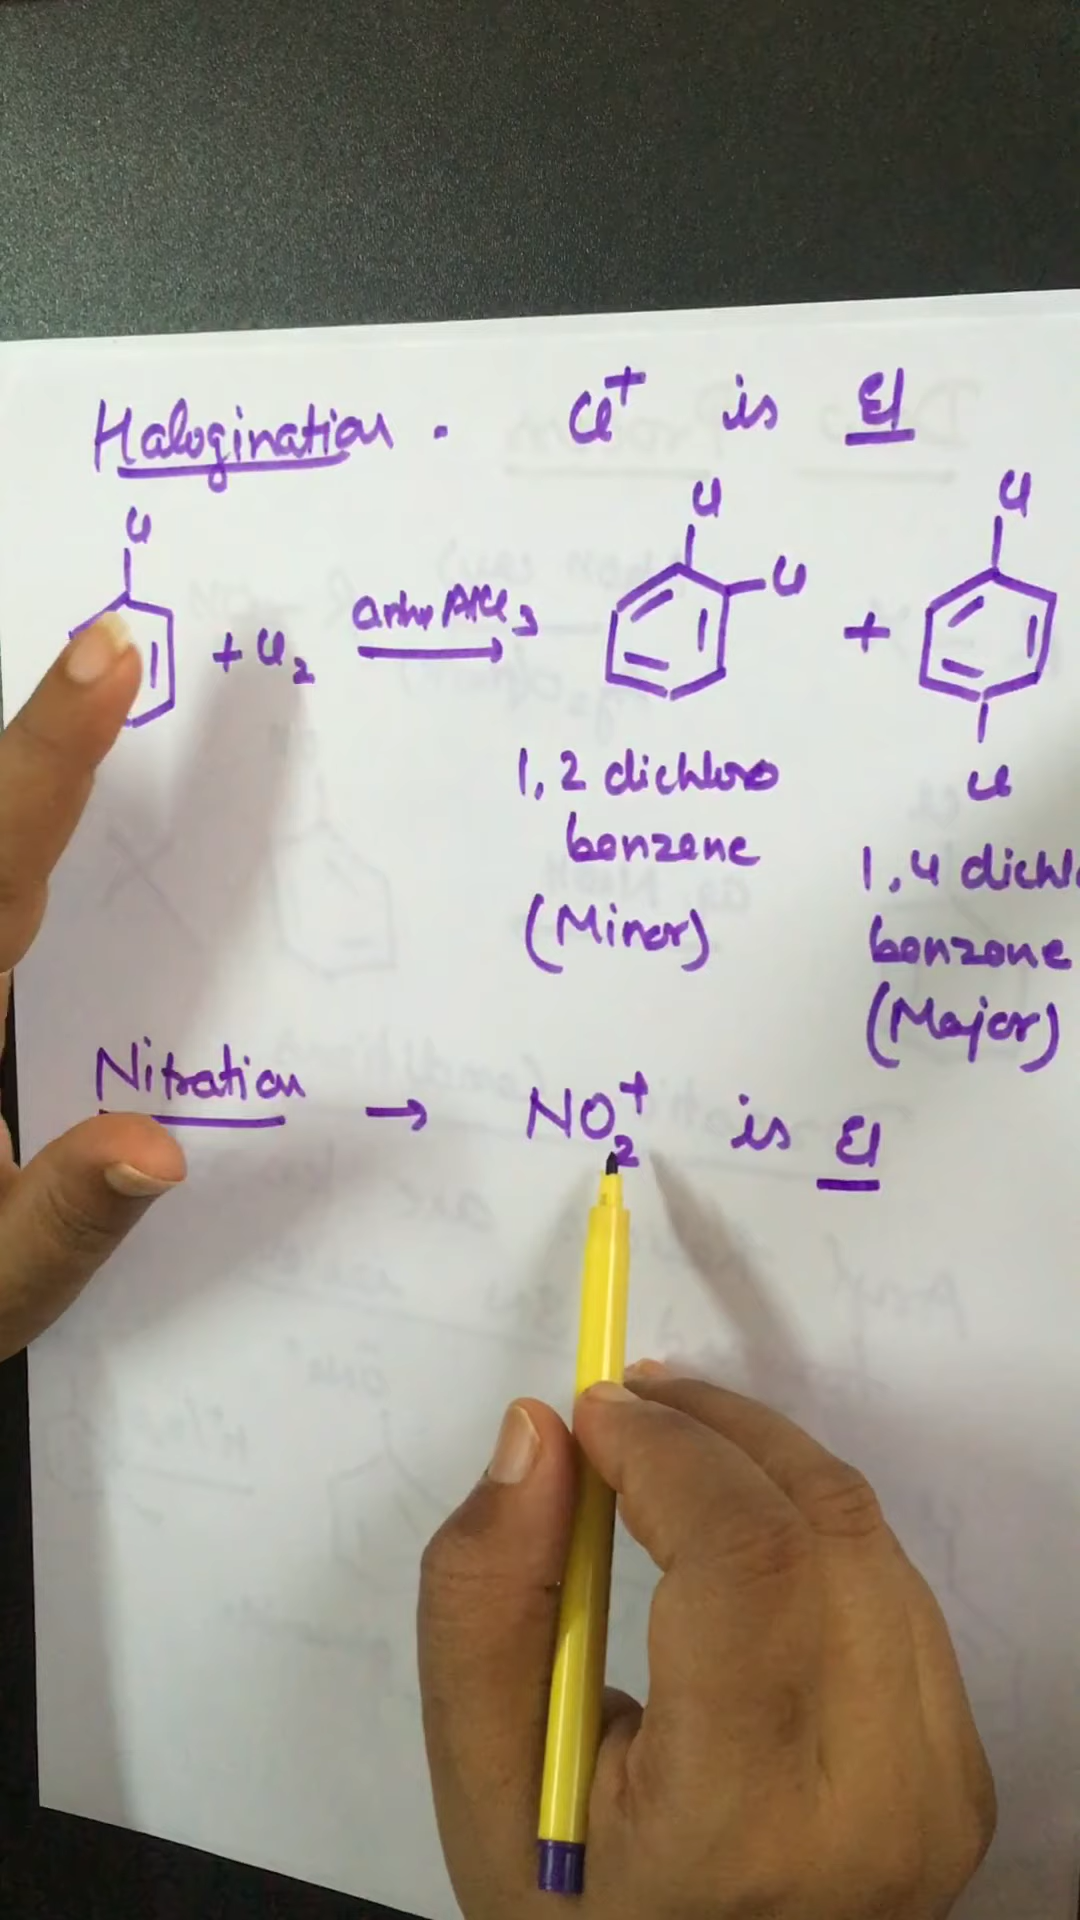 Halogination. Cl⁺ is El
Cl Cl Cl
Cl
+ Cl₂ anhy AlCl₃ +
Cl
1,2 dichloro
benzene
(Minor)
1,4 dichlo
benzene
(Major)
Nitration → NO₂⁺ is El